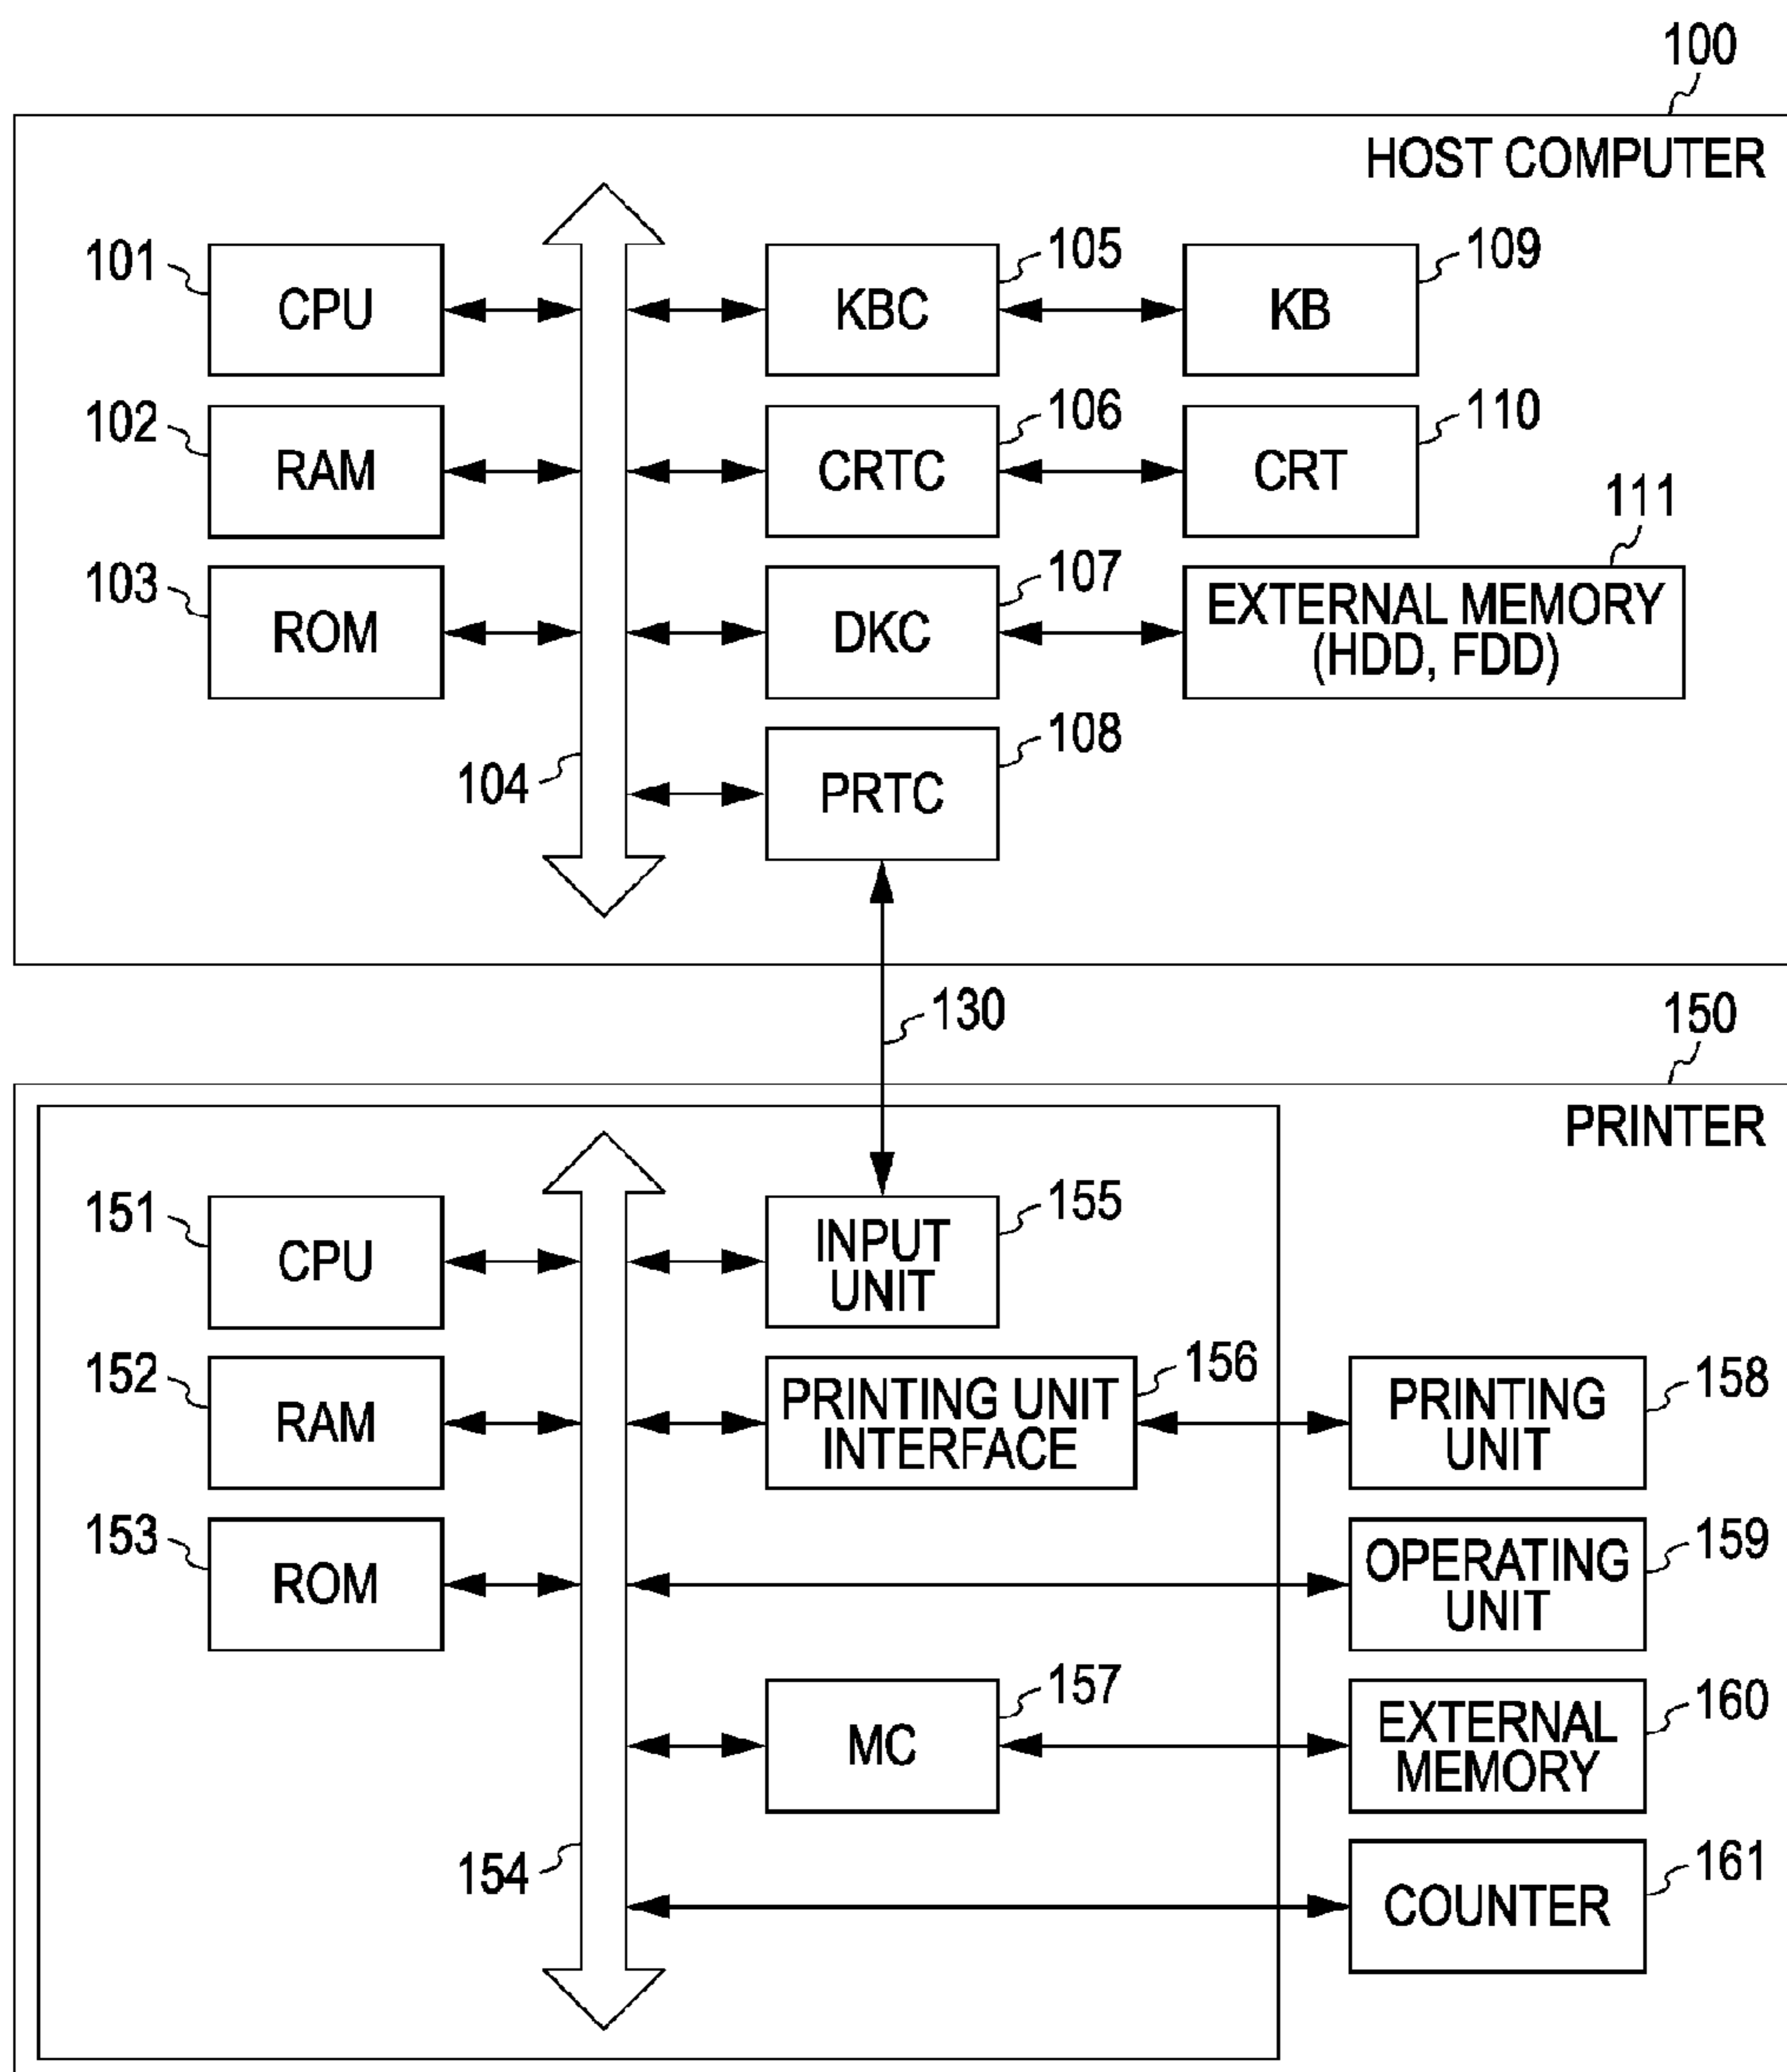 100
HOST COMPUTER
101
CPU
105
KBC
109
KB
102
RAM
106
CRTC
110
CRT
103
ROM
107
DKC
111
EXTERNAL MEMORY
(HDD, FDD)
104
108
PRTC
130
150
PRINTER
151
CPU
155
INPUT
UNIT
152
RAM
156
PRINTING UNIT
INTERFACE
158
PRINTING
UNIT
153
ROM
159
OPERATING
UNIT
157
MC
160
EXTERNAL
MEMORY
154
161
COUNTER